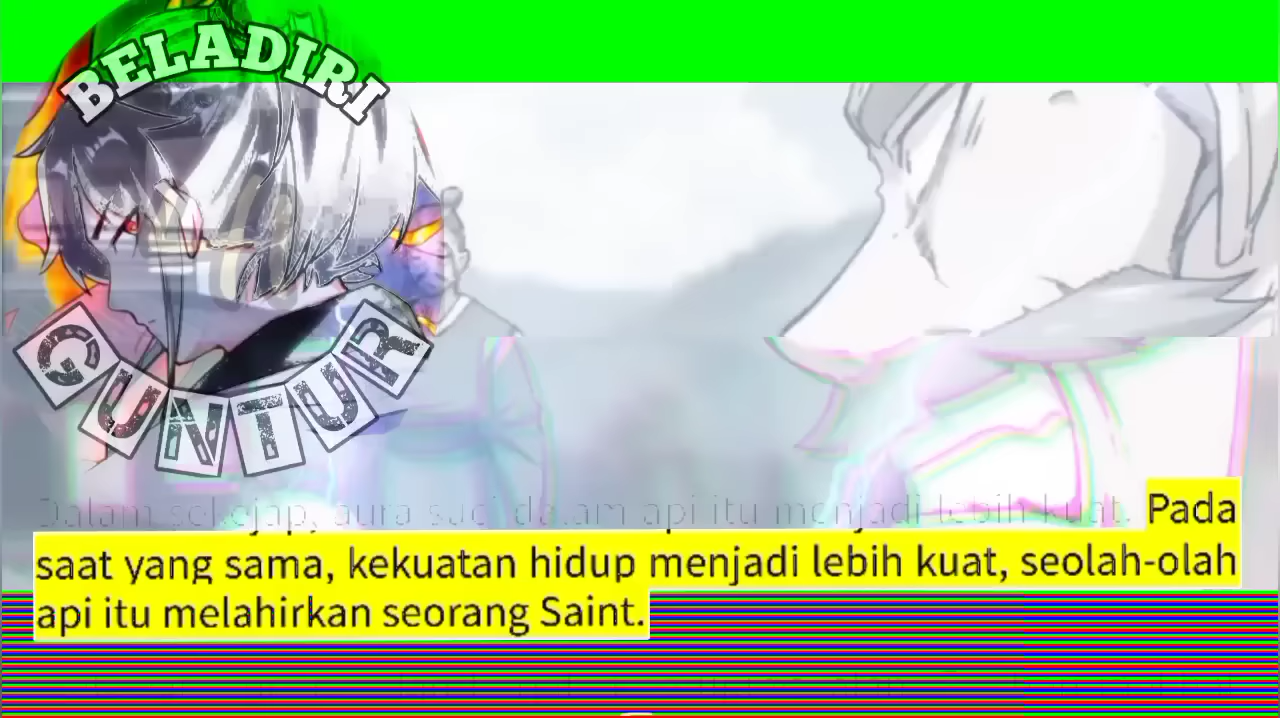 BELADIRI
GUNTUR
Dalam sekejap, aura suci dalam api itu menjadi lebih kuat. Pada
saat yang sama, kekuatan hidup menjadi lebih kuat, seolah-olah
api itu melahirkan seorang Saint.